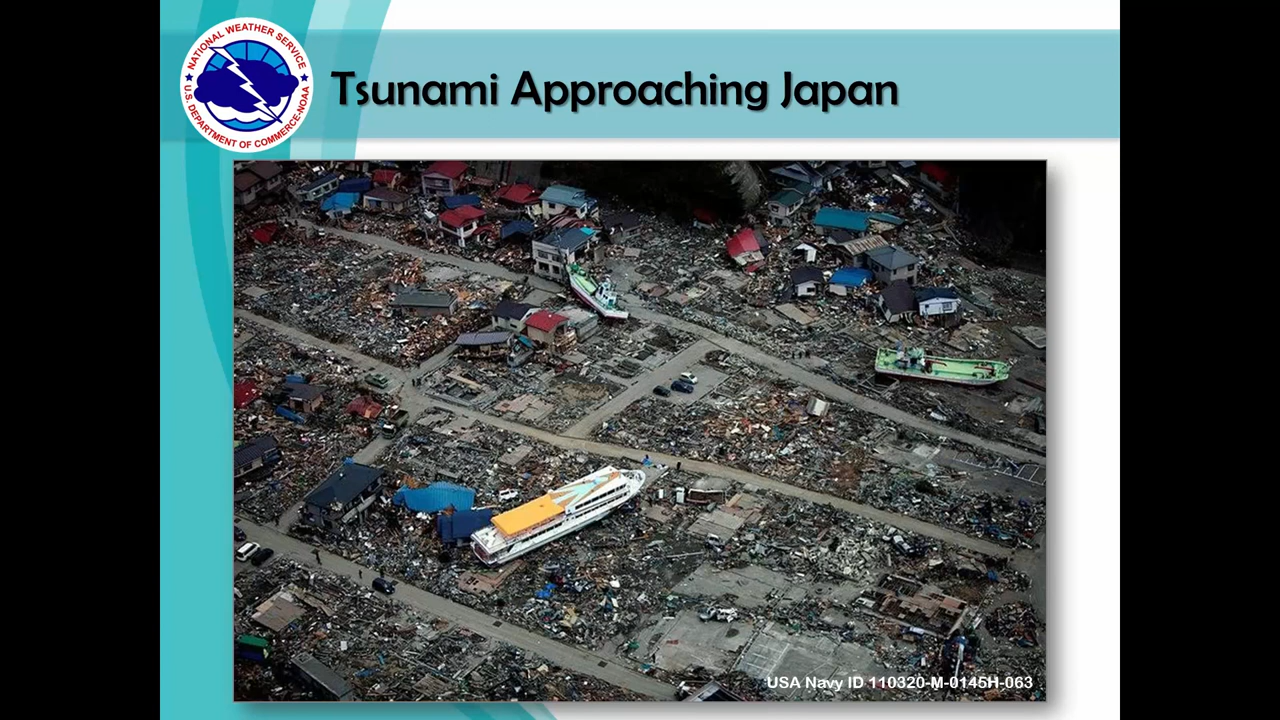 NATIONAL WEATHER SERVICE
U.S. DEPARTMENT OF COMMERCE-NOAA
Tsunami Approaching Japan
USA Navy ID 110320-M-0145H-063